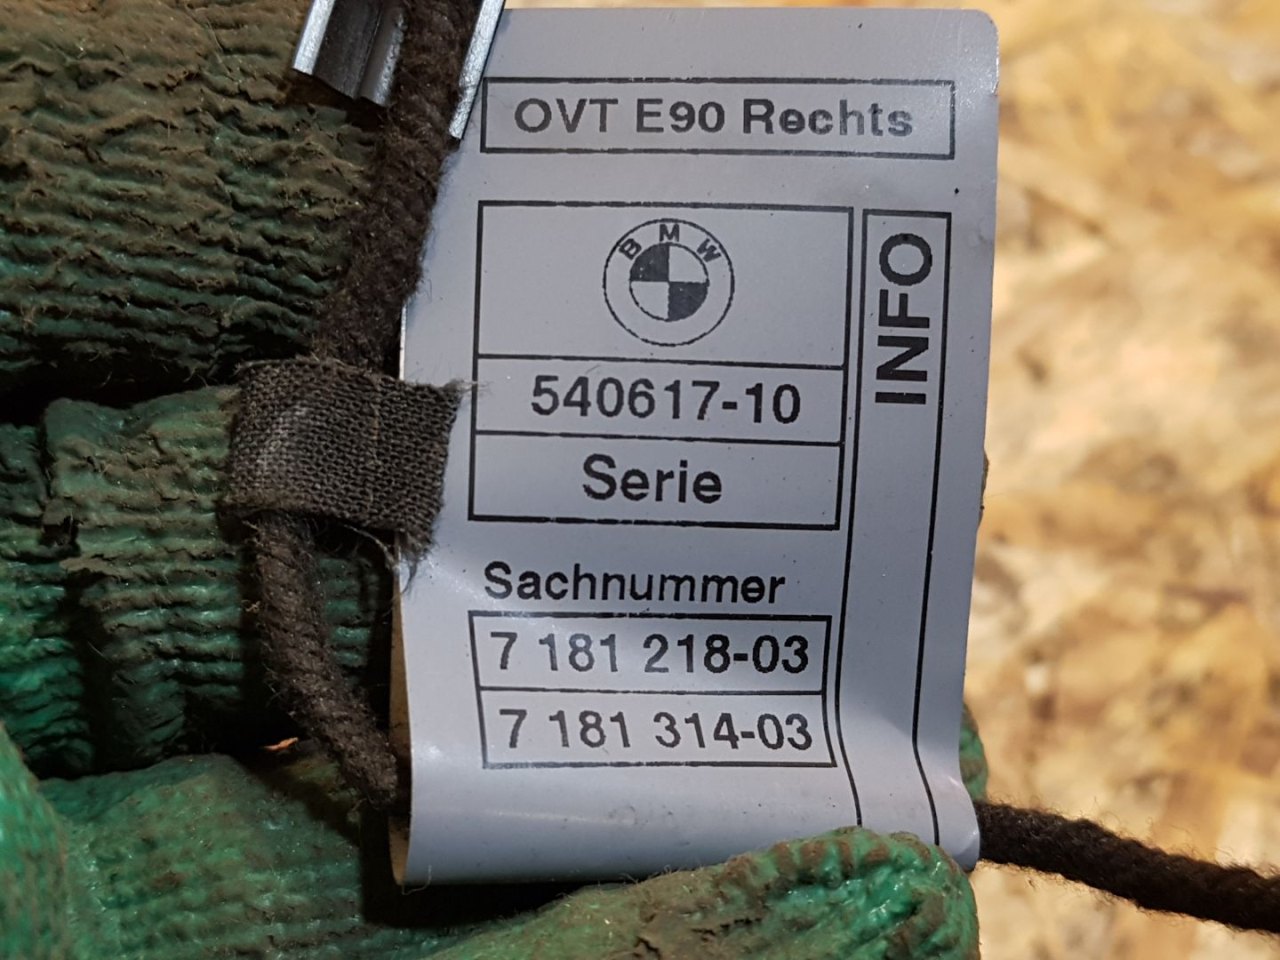 OVT E90 Rechts
BMW
INFO
540617-10
Serie
Sachnummer
7 181 218-03
7 181 314-03